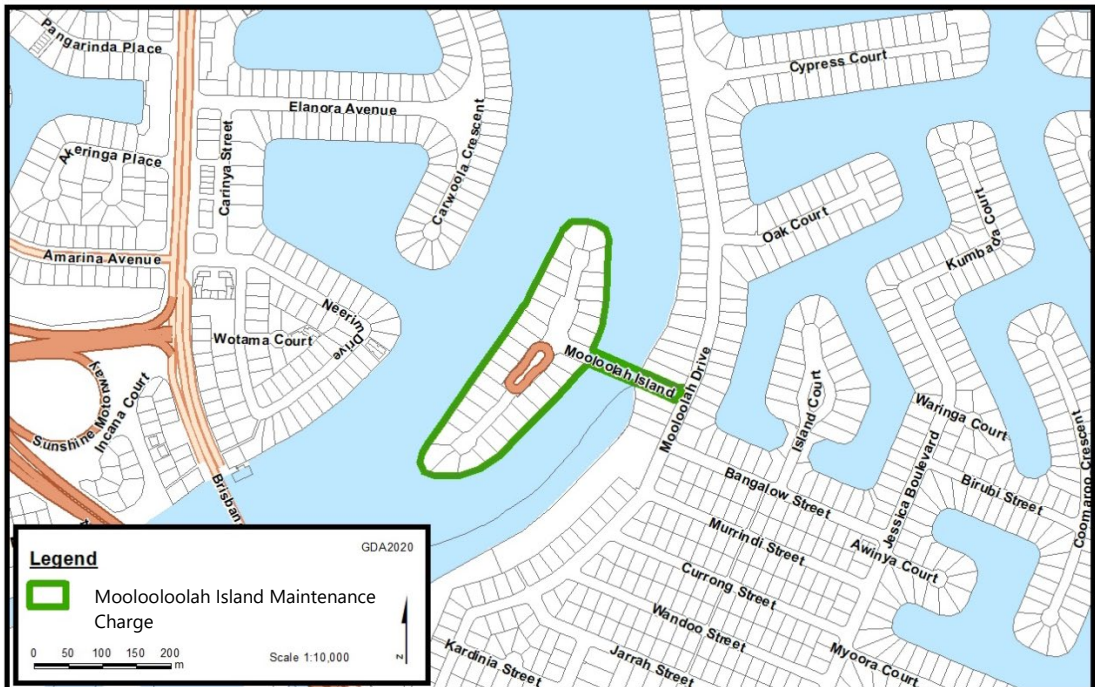 Pangarinda Place
Cypress Court
Elanora Avenue
Carwoola Crescent
Carinya Street
Akeringa Place
Oak Court
Kumbada Court
Amarina Avenue
Neerim Drive
Wotama Court
Mooloolah Island
Mooloolah Drive
Island Court
Sunshine Motorway
Incana Court
Waringa Court
Jessica Boulevard
Coomaroo Crescent
Bangalow Street
Birubi Street
Brisban
Murrindi Street
Awinya Court
Currong Street
Wandoo Street
Myoora Court
Kardinia Street
Jarrah Street
Legend
GDA2020
Moolooloolah Island Maintenance
Charge
0 50 100 150 200
m
Scale 1:10,000
z